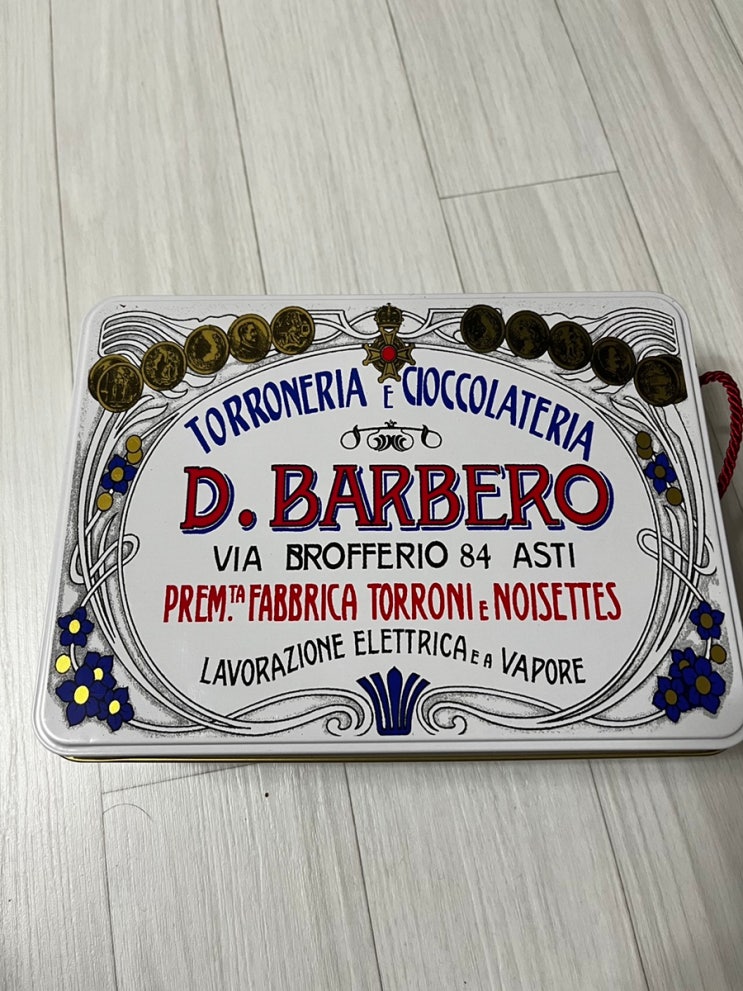 TORRONERIA E CIOCCOLATERIA
D. BARBERO
VIA BROFFERIO 84 ASTI
PREM.TA FABBRICA TORRONI E NOISETTES
LAVORAZIONE ELETTRICA E A VAPORE